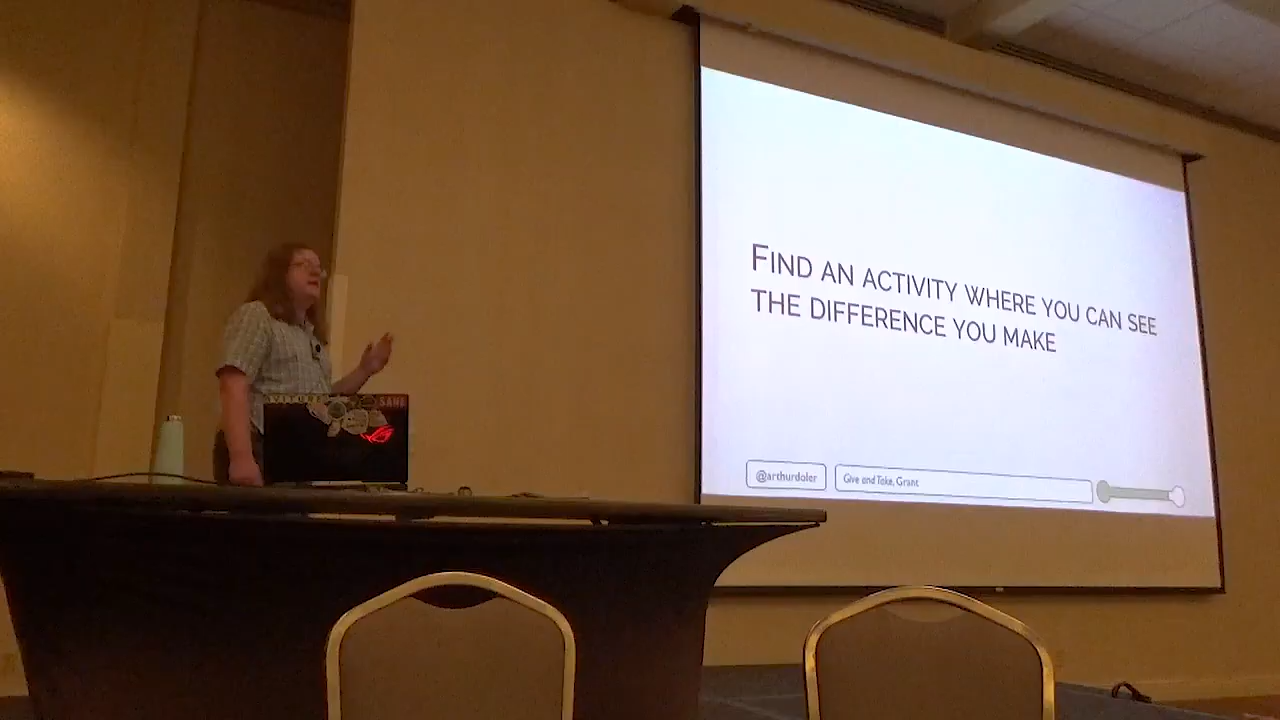 FIND AN ACTIVITY WHERE YOU CAN SEE
THE DIFFERENCE YOU MAKE
@arthurdoler
Give and Take, Grant